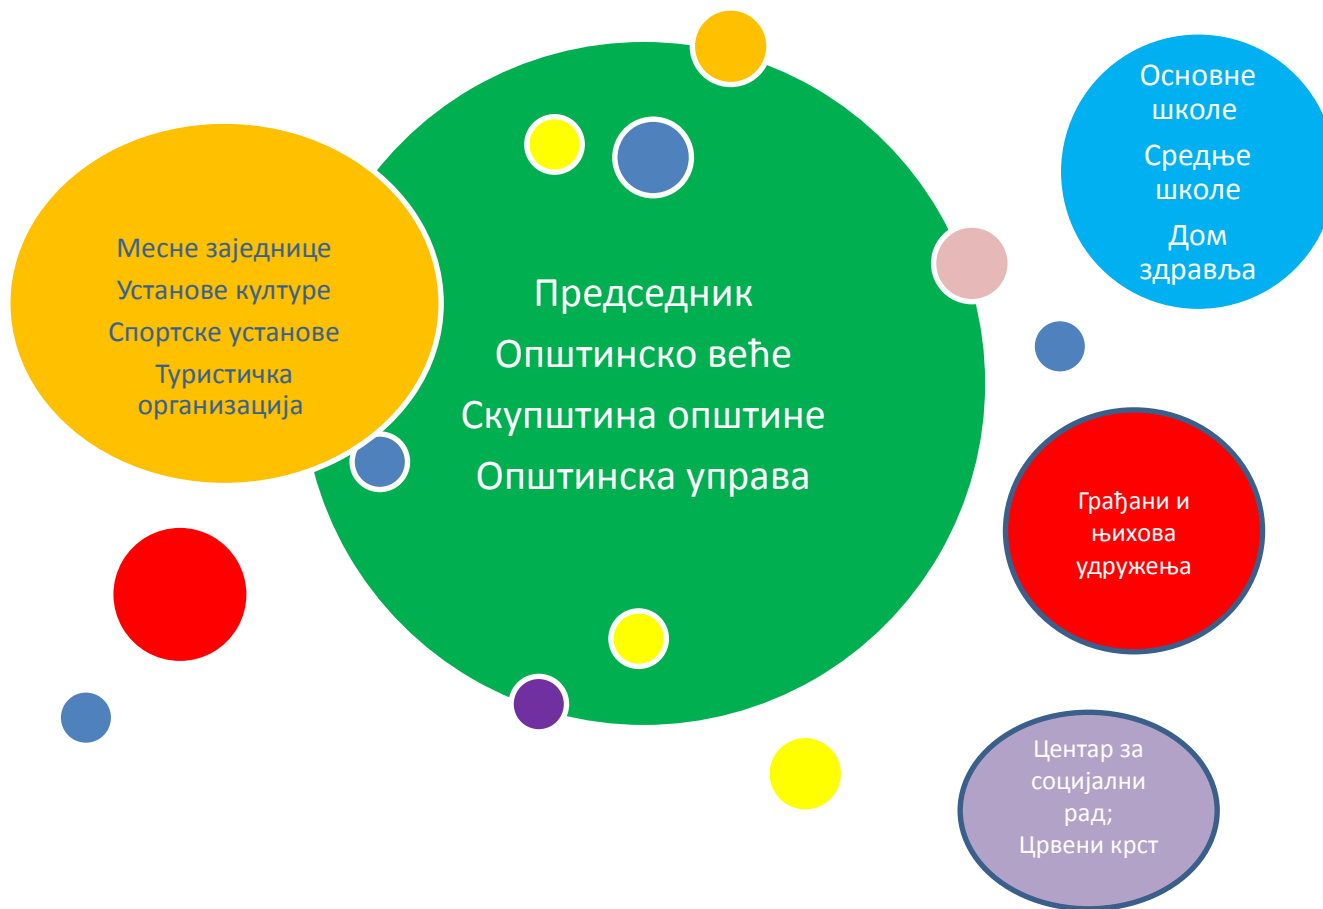 Месне заједнице
Установе културе
Спортске установе
Туристичка
организација
Председник
Општинско веће
Скупштина општине
Општинска управа
Основне
школе
Средње
школе
Дом
здравља
Грађани и
њихова
удружења
Центар за
социјални
рад;
Црвени крст